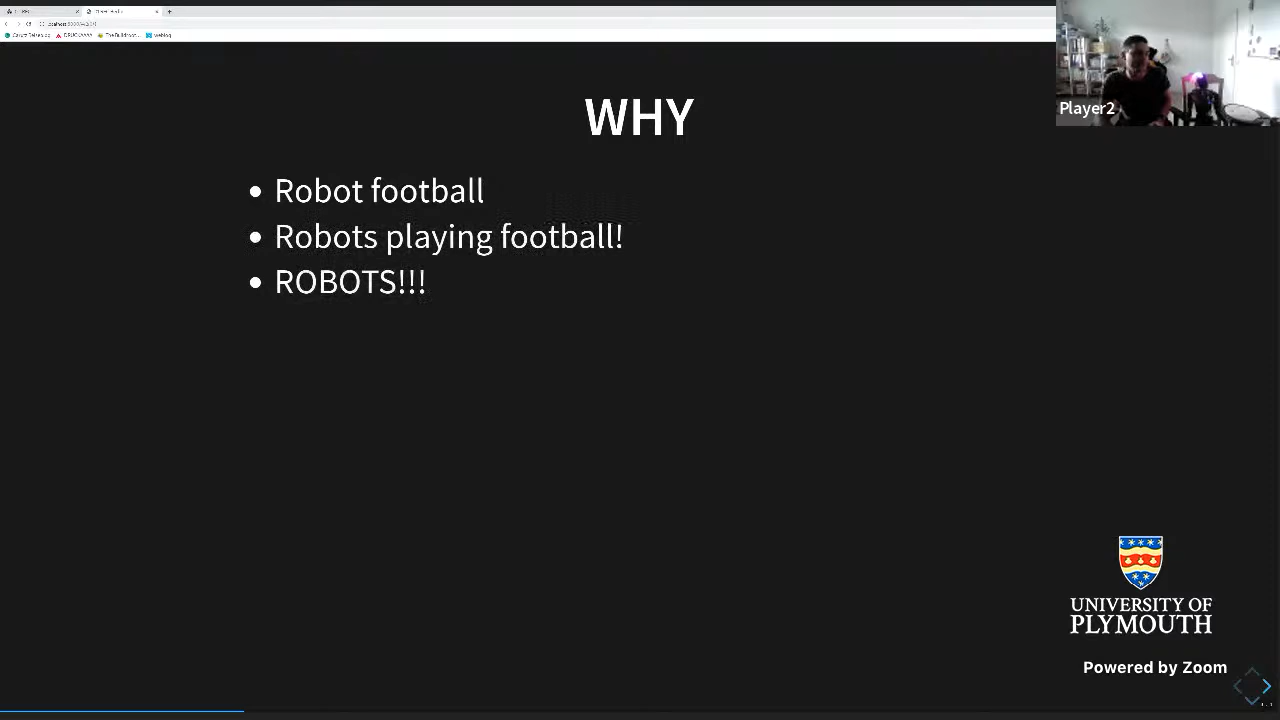 WHY
Player2
Robot football
Robots playing football!
ROBOTS!!!
UNIVERSITY OF
PLYMOUTH
Powered by Zoom